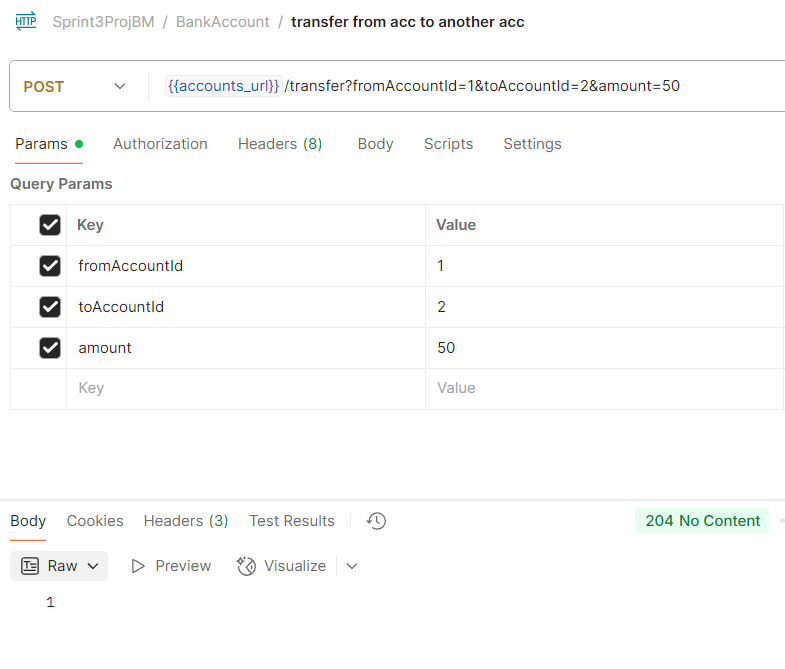 HTTP Sprint3ProjBM / BankAccount / transfer from acc to another acc
POST {{accounts_url}} /transfer?fromAccountId=1&toAccountId=2&amount=50
Params Authorization Headers (8) Body Scripts Settings
Query Params
Key Value
fromAccountId 1
toAccountId 2
amount 50
Key Value
Body Cookies Headers (3) Test Results 204 No Content
Raw Preview Visualize
1